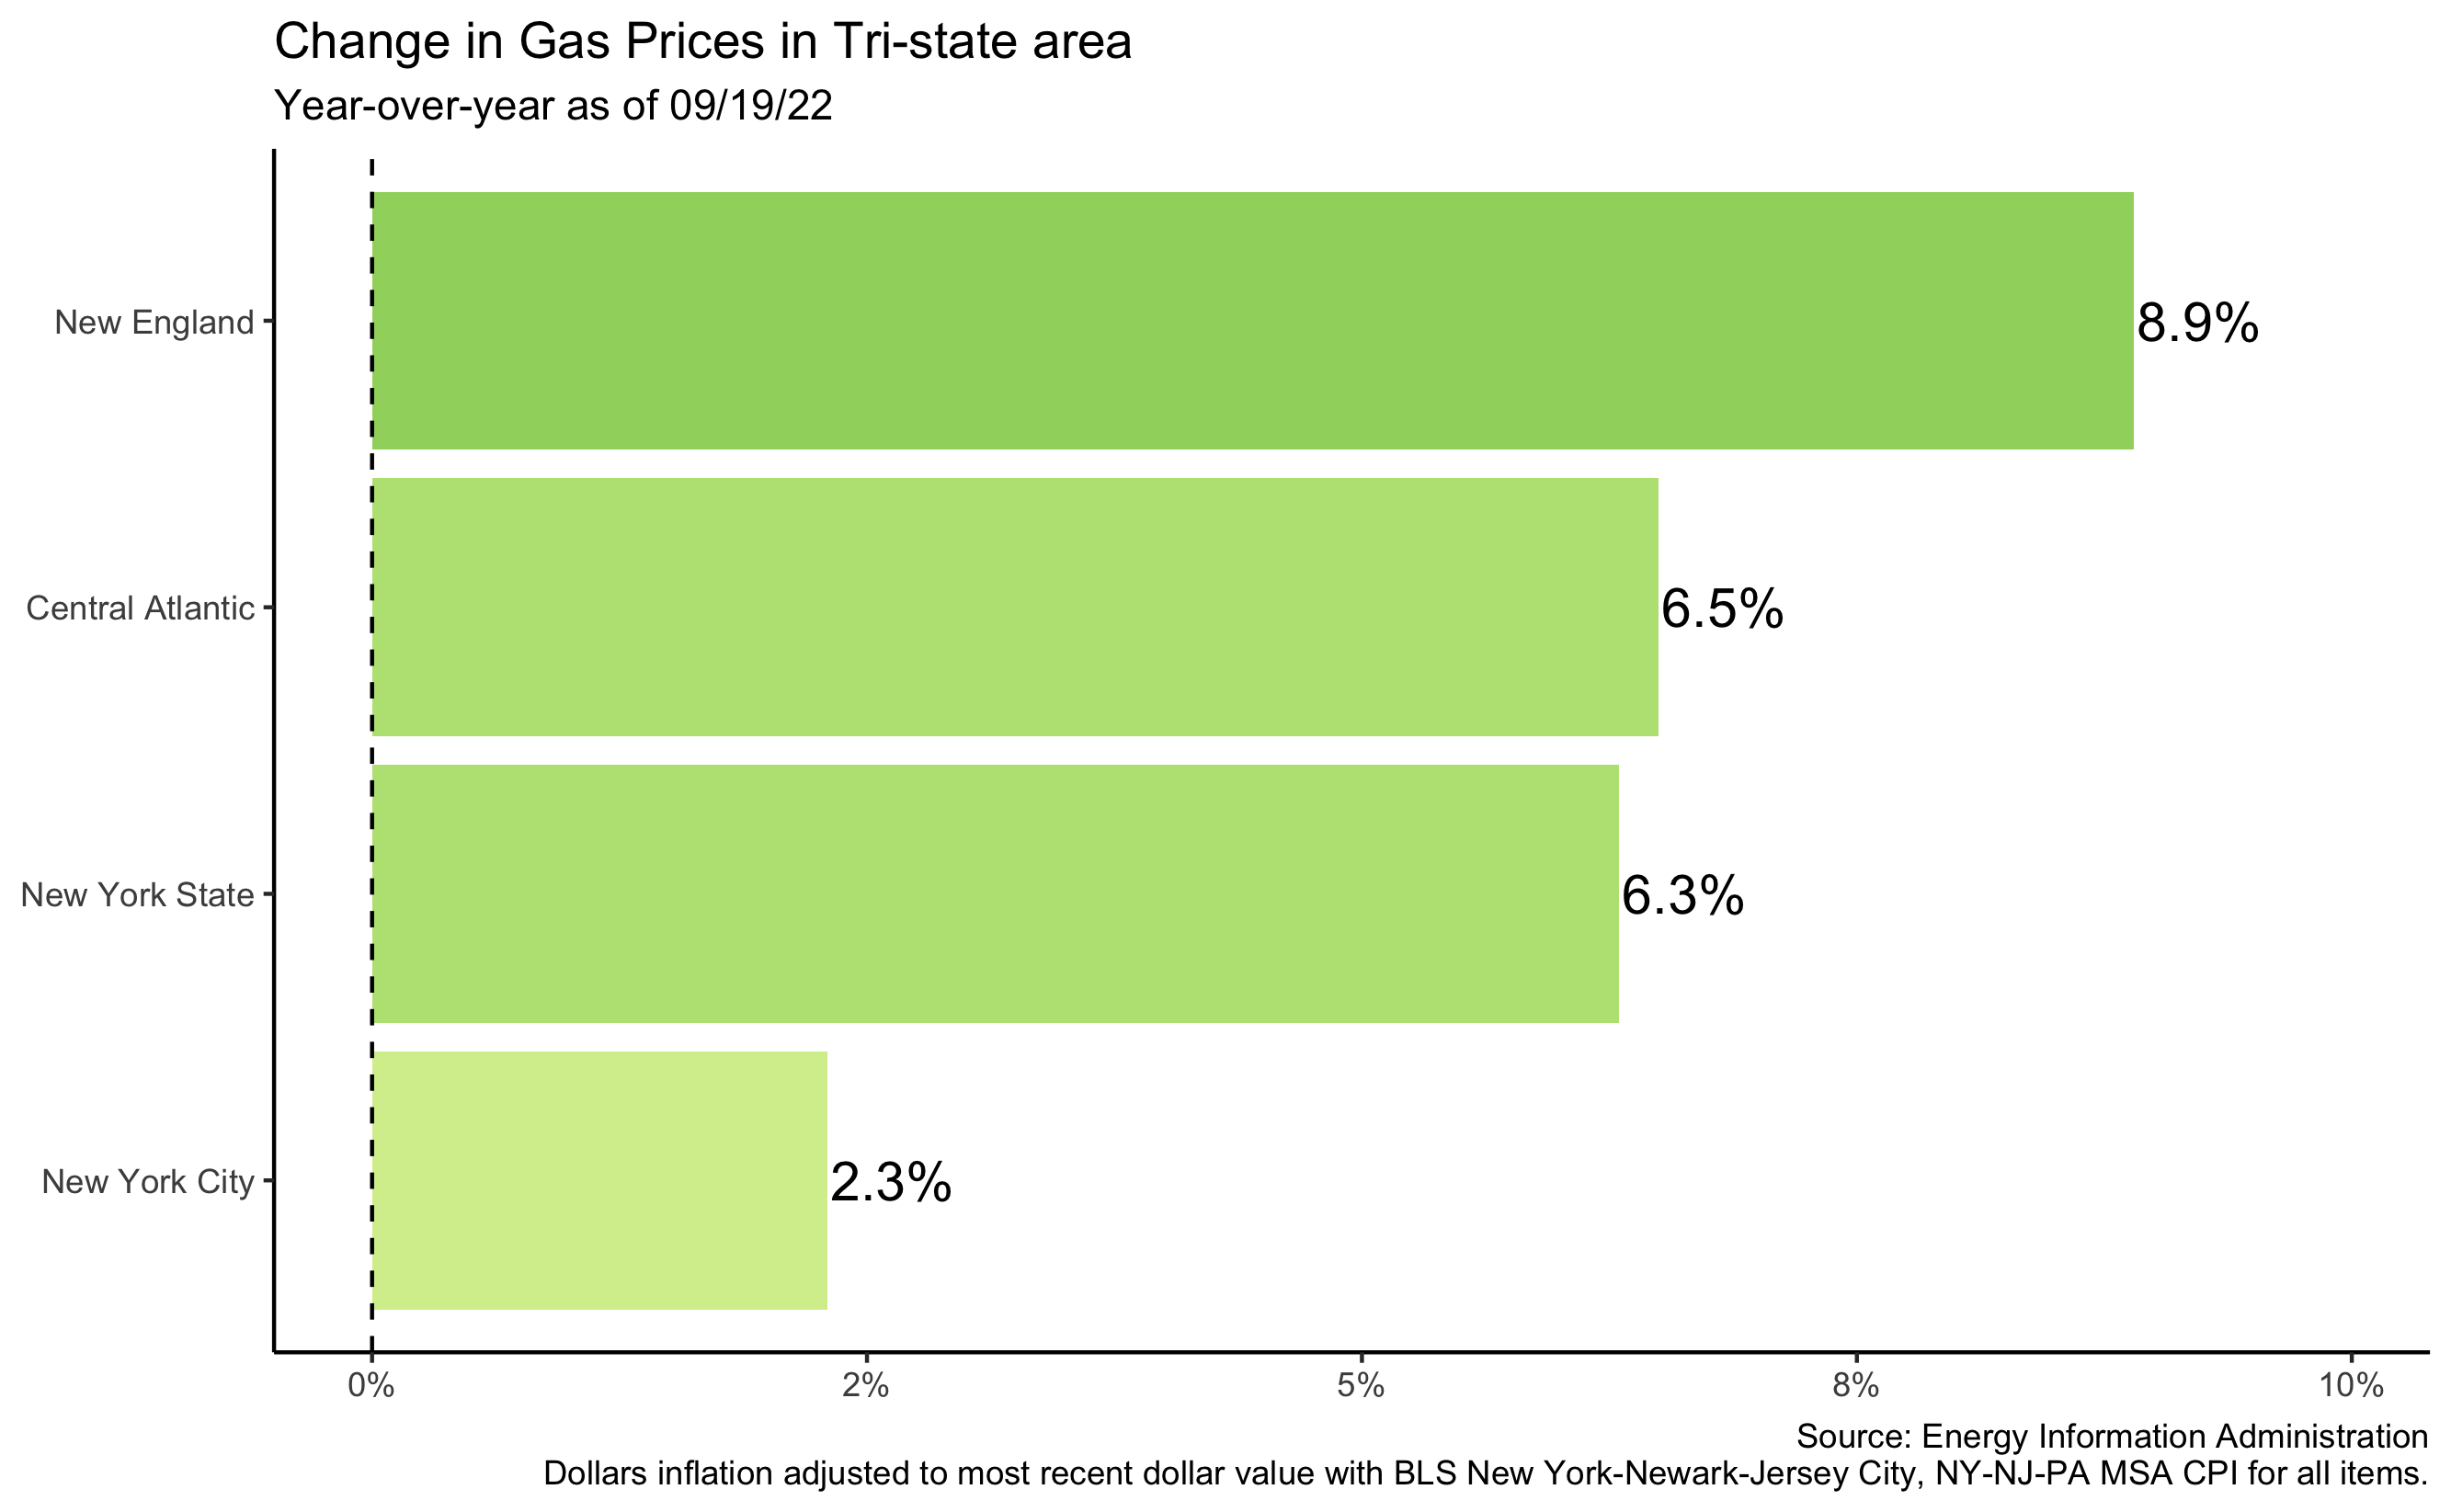 Change in Gas Prices in Tri-state area
Year-over-year as of 09/19/22
New England
8.9%
Central Atlantic
6.5%
New York State
6.3%
New York City
2.3%
0% 2% 5% 8% 10%
Source: Energy Information Administration
Dollars inflation adjusted to most recent dollar value with BLS New York-Newark-Jersey City, NY-NJ-PA MSA CPI for all items.